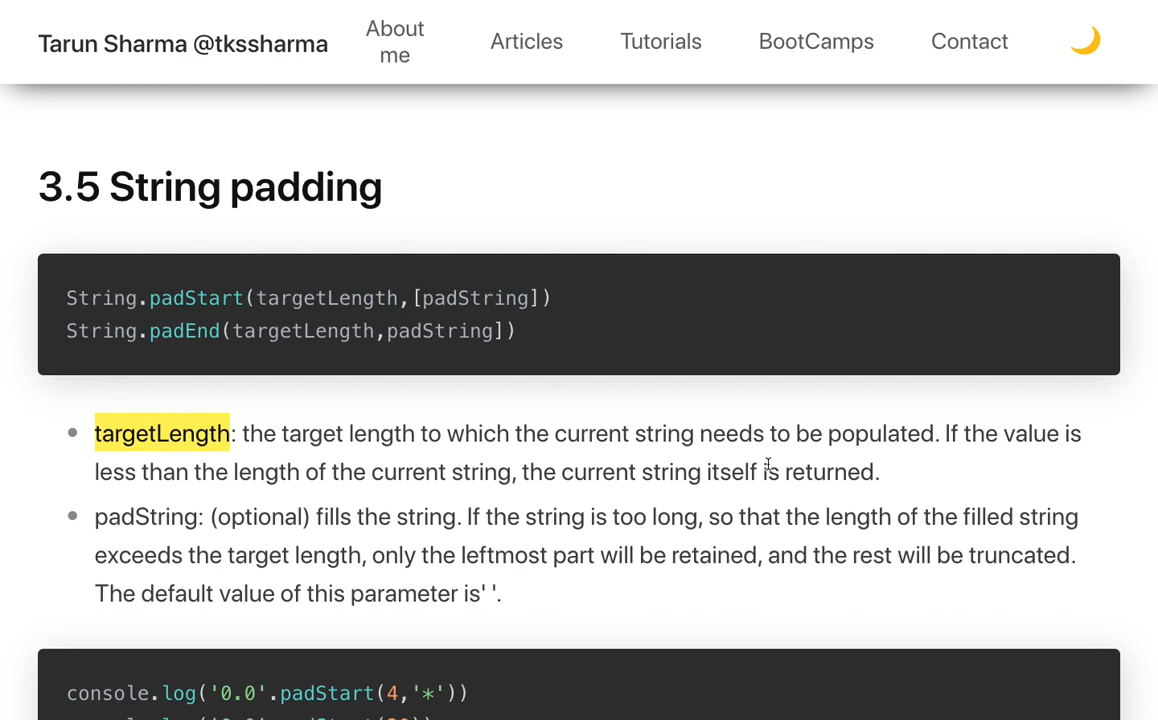 Tarun Sharma @tkssharma
About me
Articles
Tutorials
BootCamps
Contact
3.5 String padding
String.padStart(targetLength,[padString])
String.padEnd(targetLength,padString])
targetLength: the target length to which the current string needs to be populated. If the value is
less than the length of the current string, the current string itself is returned.
padString: (optional) fills the string. If the string is too long, so that the length of the filled string
exceeds the target length, only the leftmost part will be retained, and the rest will be truncated.
The default value of this parameter is' '.
console.log('0.0'.padStart(4,'*'))